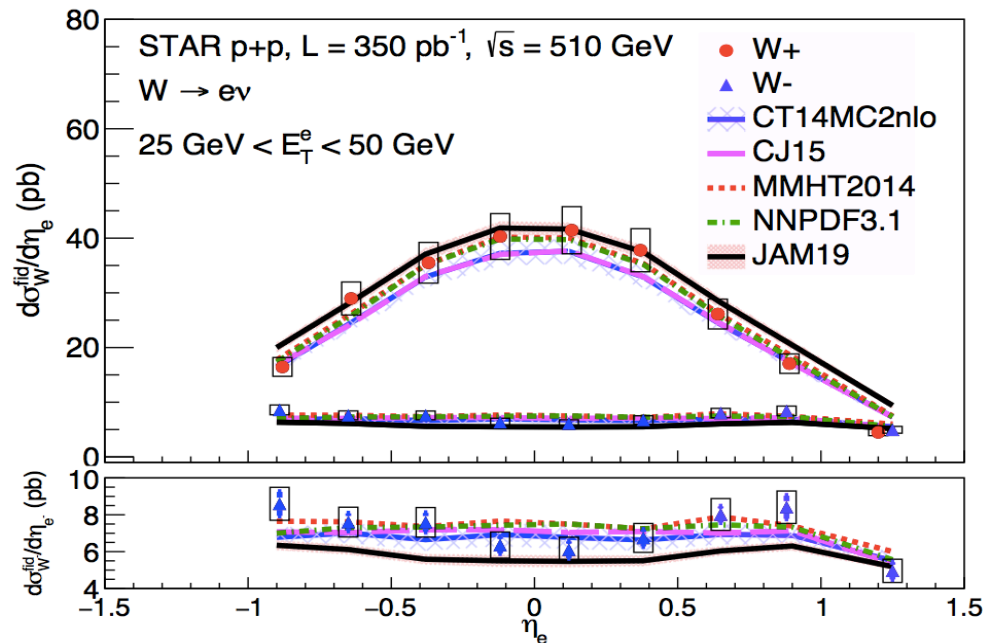 80
60
40
20
0
dσ_W^fid/dη_e (pb)
STAR p+p, L = 350 pb⁻¹, √s = 510 GeV
W → eν
25 GeV < E_T^e < 50 GeV
W+
W-
CT14MC2nlo
CJ15
MMHT2014
NNPDF3.1
JAM19
10
8
6
4
dσ_W⁻^fid/dη_e⁻ (pb)
−1.5 −1 −0.5 0 0.5 1 1.5
η_e